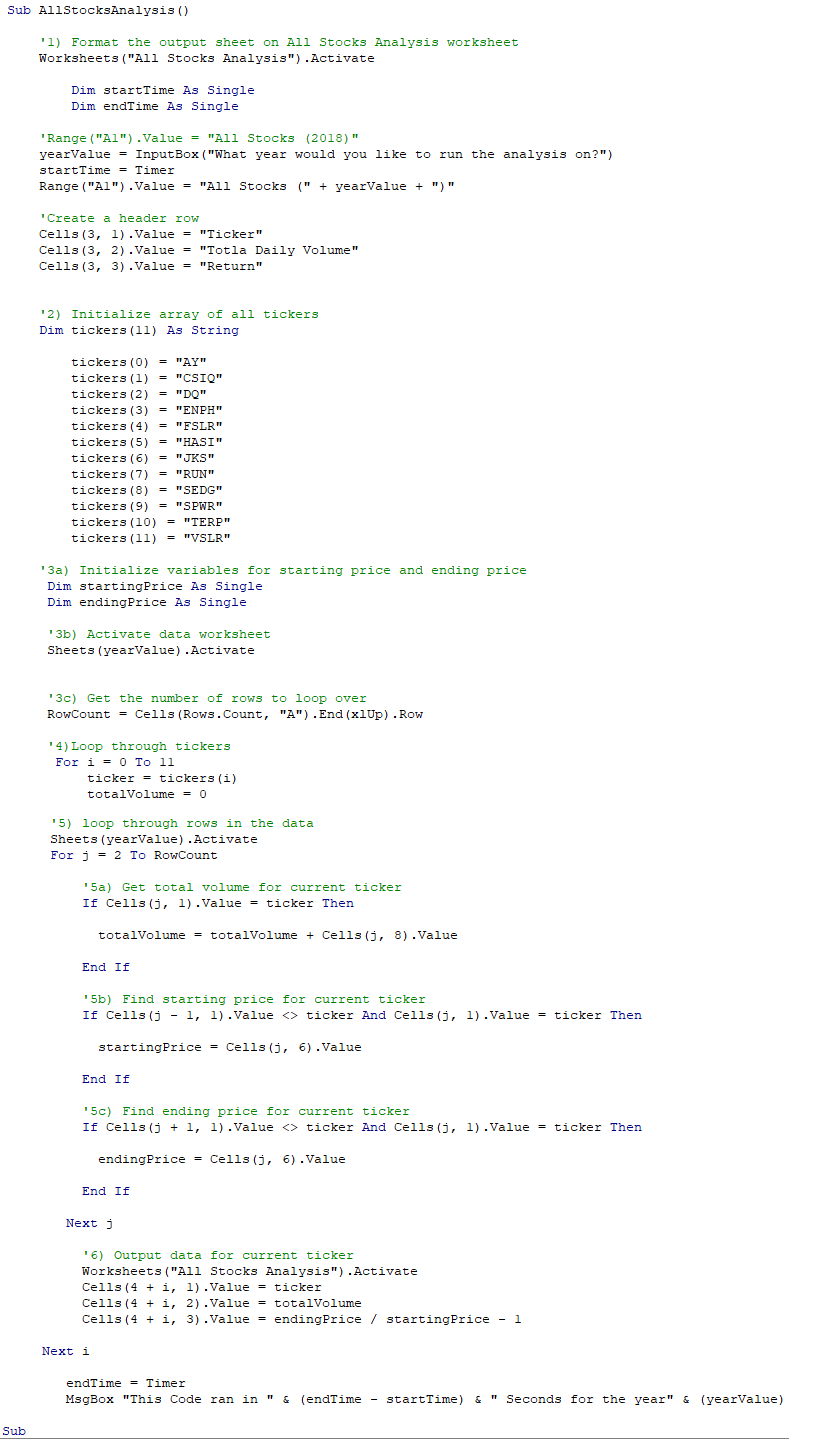 Sub AllStocksAnalysis()
'1) Format the output sheet on All Stocks Analysis worksheet
Worksheets("All Stocks Analysis").Activate
Dim startTime As Single
Dim endTime As Single
'Range("A1").Value = "All Stocks (2018)"
yearValue = InputBox("What year would you like to run the analysis on?")
startTime = Timer
Range("A1").Value = "All Stocks (" + yearValue + ")"
'Create a header row
Cells(3, 1).Value = "Ticker"
Cells(3, 2).Value = "Totla Daily Volume"
Cells(3, 3).Value = "Return"
'2) Initialize array of all tickers
Dim tickers(11) As String
tickers(0) = "AY"
tickers(1) = "CSIQ"
tickers(2) = "DQ"
tickers(3) = "ENPH"
tickers(4) = "FSLR"
tickers(5) = "HASI"
tickers(6) = "JKS"
tickers(7) = "RUN"
tickers(8) = "SEDG"
tickers(9) = "SPWR"
tickers(10) = "TERP"
tickers(11) = "VSLR"
'3a) Initialize variables for starting price and ending price
Dim startingPrice As Single
Dim endingPrice As Single
'3b) Activate data worksheet
Sheets(yearValue).Activate
'3c) Get the number of rows to loop over
RowCount = Cells(Rows.Count, "A").End(xlUp).Row
'4)Loop through tickers
For i = 0 To 11
ticker = tickers(i)
totalVolume = 0
'5) loop through rows in the data
Sheets(yearValue).Activate
For j = 2 To RowCount
'5a) Get total volume for current ticker
If Cells(j, 1).Value = ticker Then
totalVolume = totalVolume + Cells(j, 8).Value
End If
'5b) Find starting price for current ticker
If Cells(j - 1, 1).Value <> ticker And Cells(j, 1).Value = ticker Then
startingPrice = Cells(j, 6).Value
End If
'5c) Find ending price for current ticker
If Cells(j + 1, 1).Value <> ticker And Cells(j, 1).Value = ticker Then
endingPrice = Cells(j, 6).Value
End If
Next j
'6) Output data for current ticker
Worksheets("All Stocks Analysis").Activate
Cells(4 + i, 1).Value = ticker
Cells(4 + i, 2).Value = totalVolume
Cells(4 + i, 3).Value = endingPrice / startingPrice - 1
Next i
endTime = Timer
MsgBox "This Code ran in " & (endTime - startTime) & " Seconds for the year" & (yearValue)
Sub